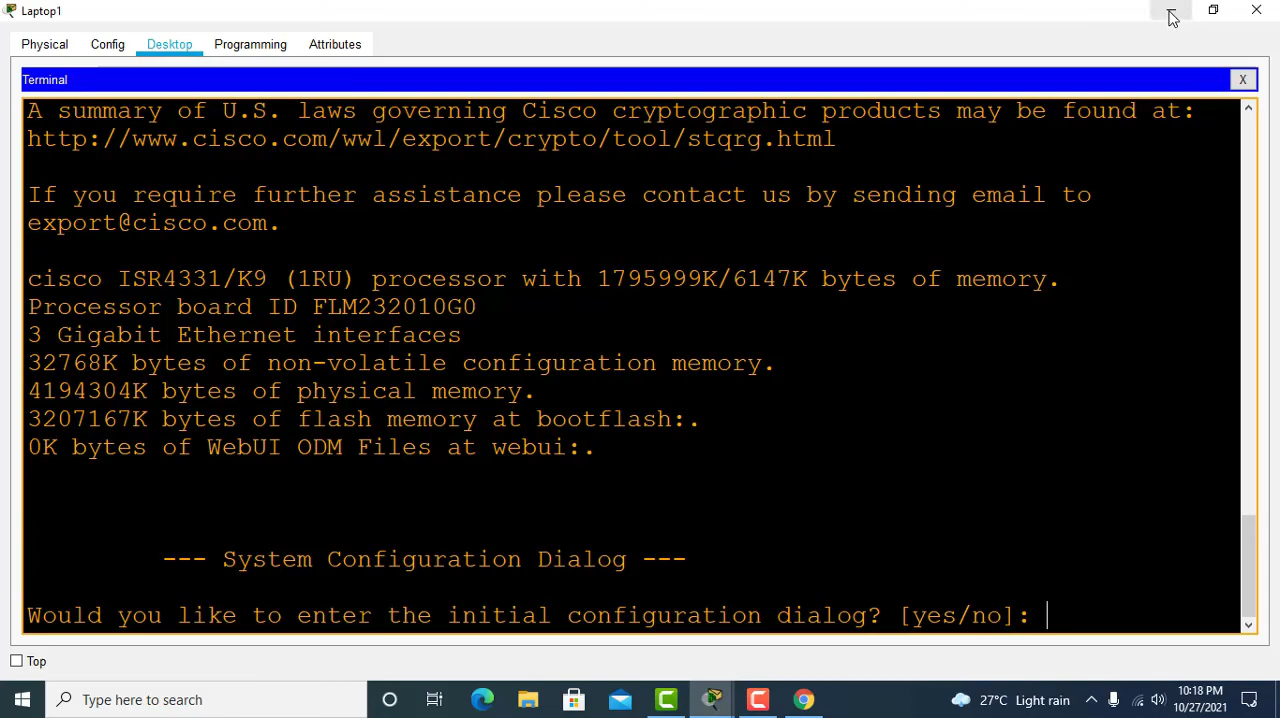 Laptop1
Physical Config Desktop Programming Attributes
Terminal X
A summary of U.S. laws governing Cisco cryptographic products may be found at:
http://www.cisco.com/wwl/export/crypto/tool/stqrg.html
If you require further assistance please contact us by sending email to
export@cisco.com.
cisco ISR4331/K9 (1RU) processor with 1795999K/6147K bytes of memory.
Processor board ID FLM232010G0
3 Gigabit Ethernet interfaces
32768K bytes of non-volatile configuration memory.
4194304K bytes of physical memory.
3207167K bytes of flash memory at bootflash:.
0K bytes of WebUI ODM Files at webui:.
--- System Configuration Dialog ---
Would you like to enter the initial configuration dialog? [yes/no]:
Top
Type here to search
27°C Light rain
10:18 PM
10/27/2021